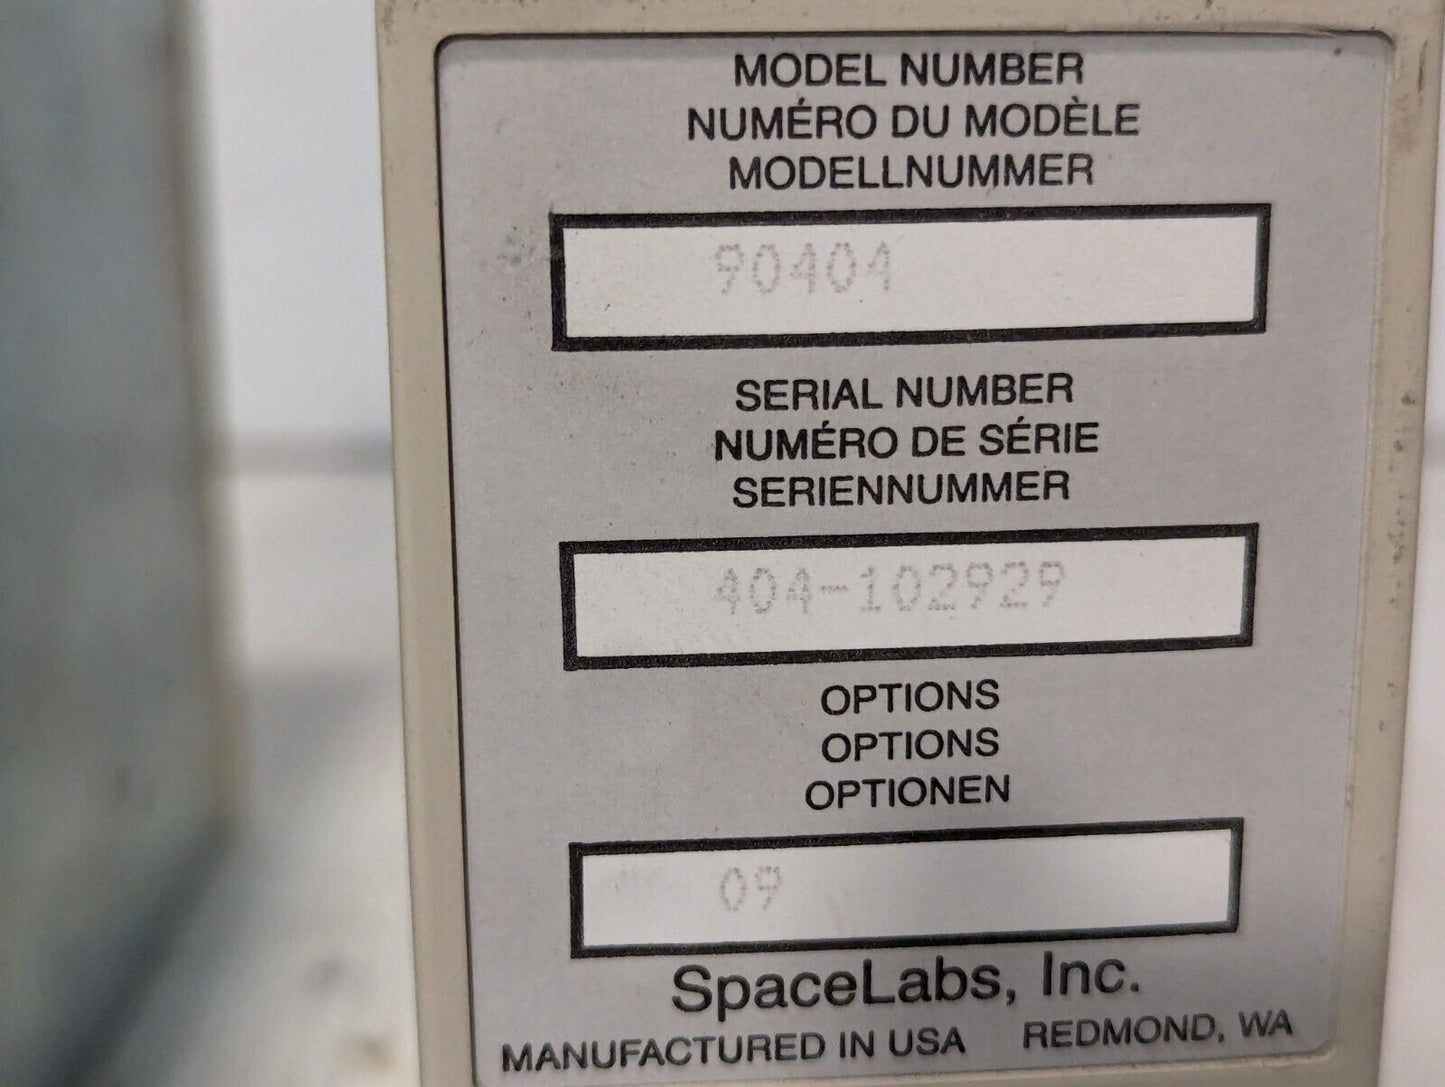 MODEL NUMBER
NUMÉRO DU MODÈLE
MODELLNUMMER
90404
SERIAL NUMBER
NUMÉRO DE SÉRIE
SERIENNUMMER
404-102929
OPTIONS
OPTIONS
OPTIONEN
09
SpaceLabs, Inc.
MANUFACTURED IN USA REDMOND, WA